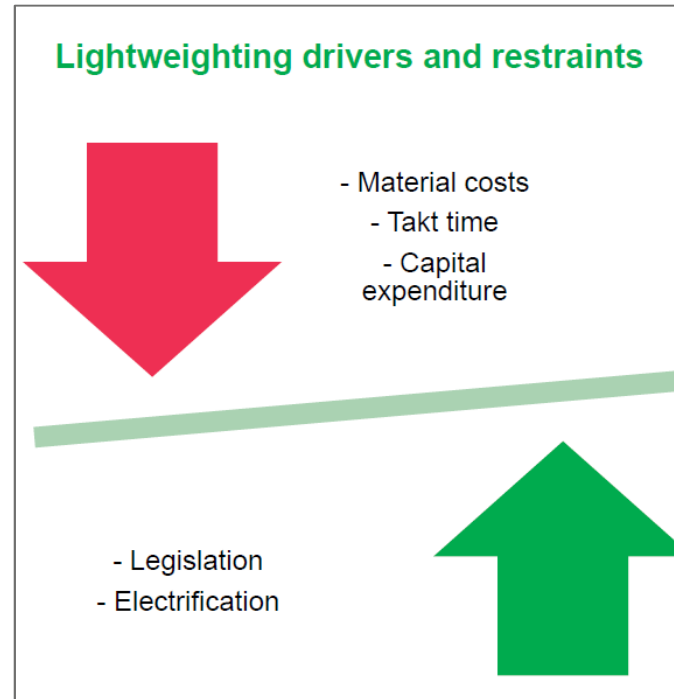 Lightweighting drivers and restraints
- Material costs
- Takt time
- Capital
expenditure
- Legislation
- Electrification